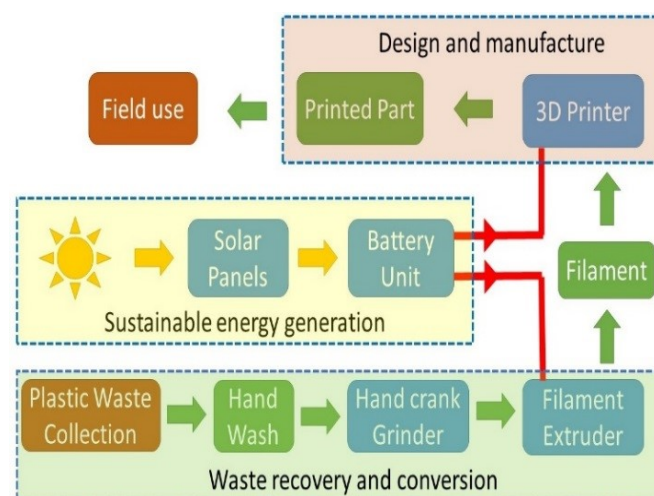 Design and manufacture
Field use
Printed Part
3D Printer
Solar
Panels
Battery
Unit
Filament
Sustainable energy generation
Plastic Waste
Collection
Hand
Wash
Hand crank
Grinder
Filament
Extruder
Waste recovery and conversion